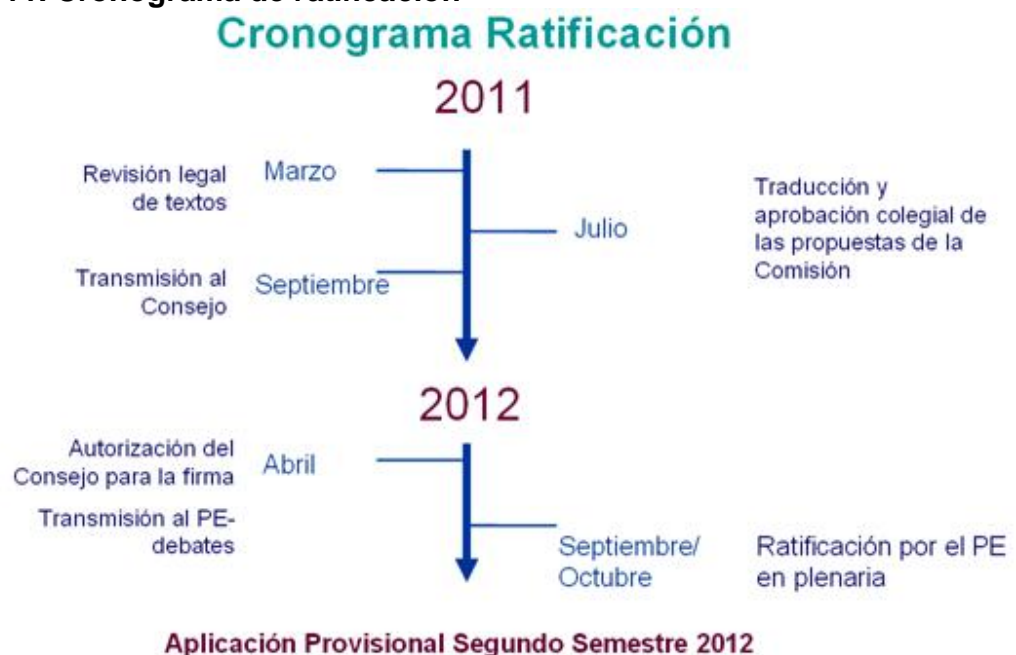 Cronograma Ratificación
2011
Revisión legal
de textos
Marzo
Julio
Traducción y
aprobación colegial de
las propuestas de la
Comisión
Transmisión al
Consejo
Septiembre
2012
Autorización del
Consejo para la firma
Abril
Transmisión al PE-
debates
Septiembre/
Octubre
Ratificación por el PE
en plenaria
Aplicación Provisional Segundo Semestre 2012